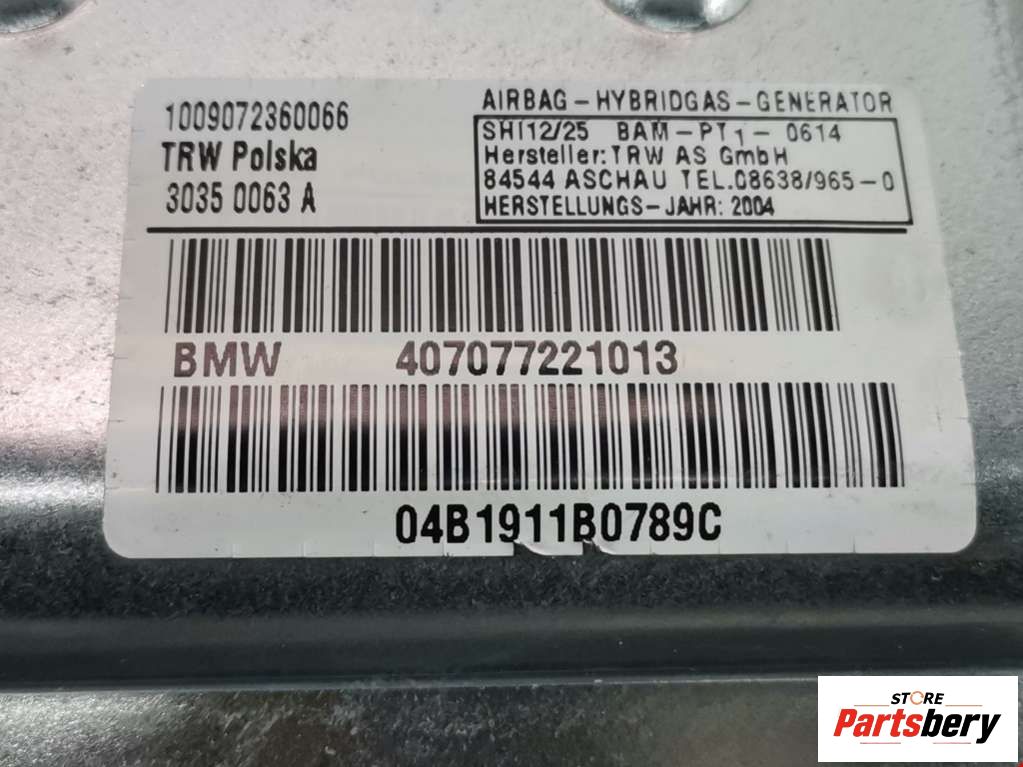 1009072360066
TRW Polska
3035 0063 A
AIRBAG-HYBRIDGAS-GENERATOR
SHI12/25 BAM-PT1-0614
Hersteller: TRW AS GmbH
84544 ASCHAU TEL.08638/965-0
HERSTELLUNGS-JAHR: 2004
BMW 407077221013
04B1911B0789C
STORE
Partsbery